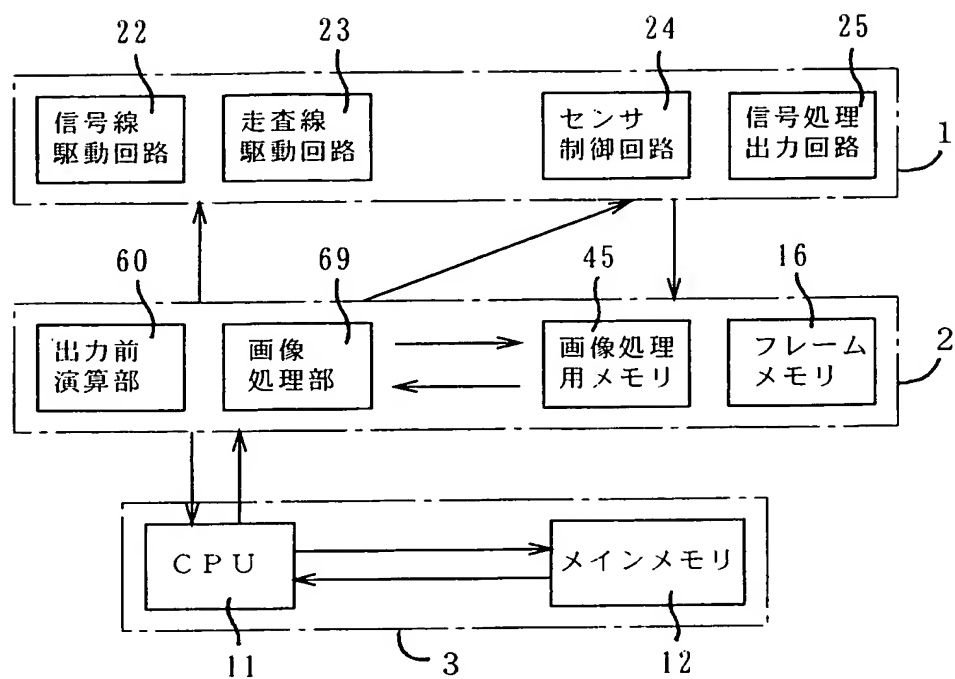 22
23
24
25
信号線
駆動回路
走査線
駆動回路
センサ
制御回路
信号処理
出力回路
1
60
69
45
16
出力前
演算部
画像
処理部
画像処理
用メモリ
フレーム
メモリ
2
CPU
メインメモリ
11
3
12